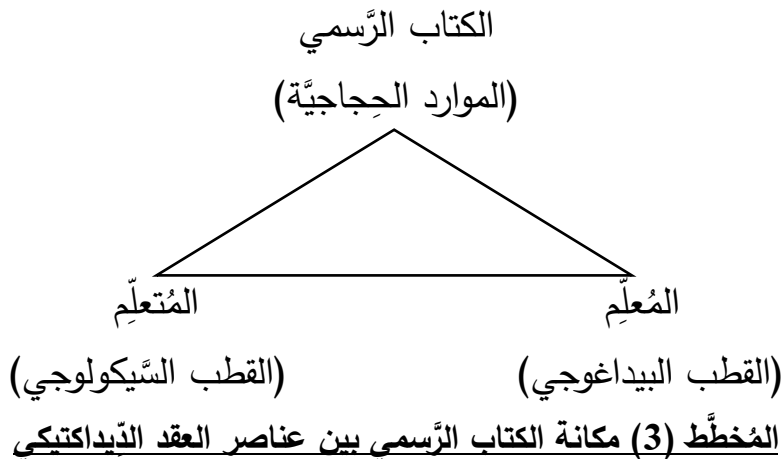 الكتاب الرَّسمي
(الموارد الحِجاجيَّة)
المُعلِّم
المُتعلِّم
(القطب البيداغوجي)
(القطب السَّيكولوجي)
المُخطَّط (3) مكانة الكتاب الرَّسمي بين عناصر العقد الدِّيداكتيكي